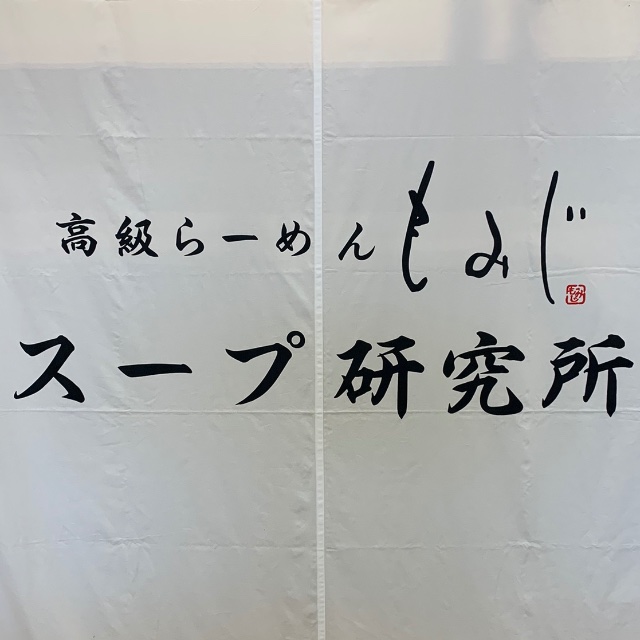 高級らーめん もみじ
スープ研究所